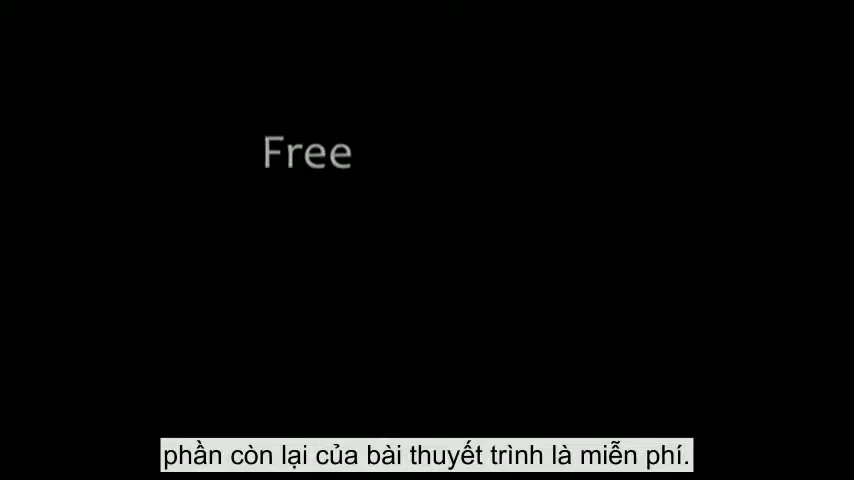 Free
phần còn lại của bài thuyết trình là miễn phí.